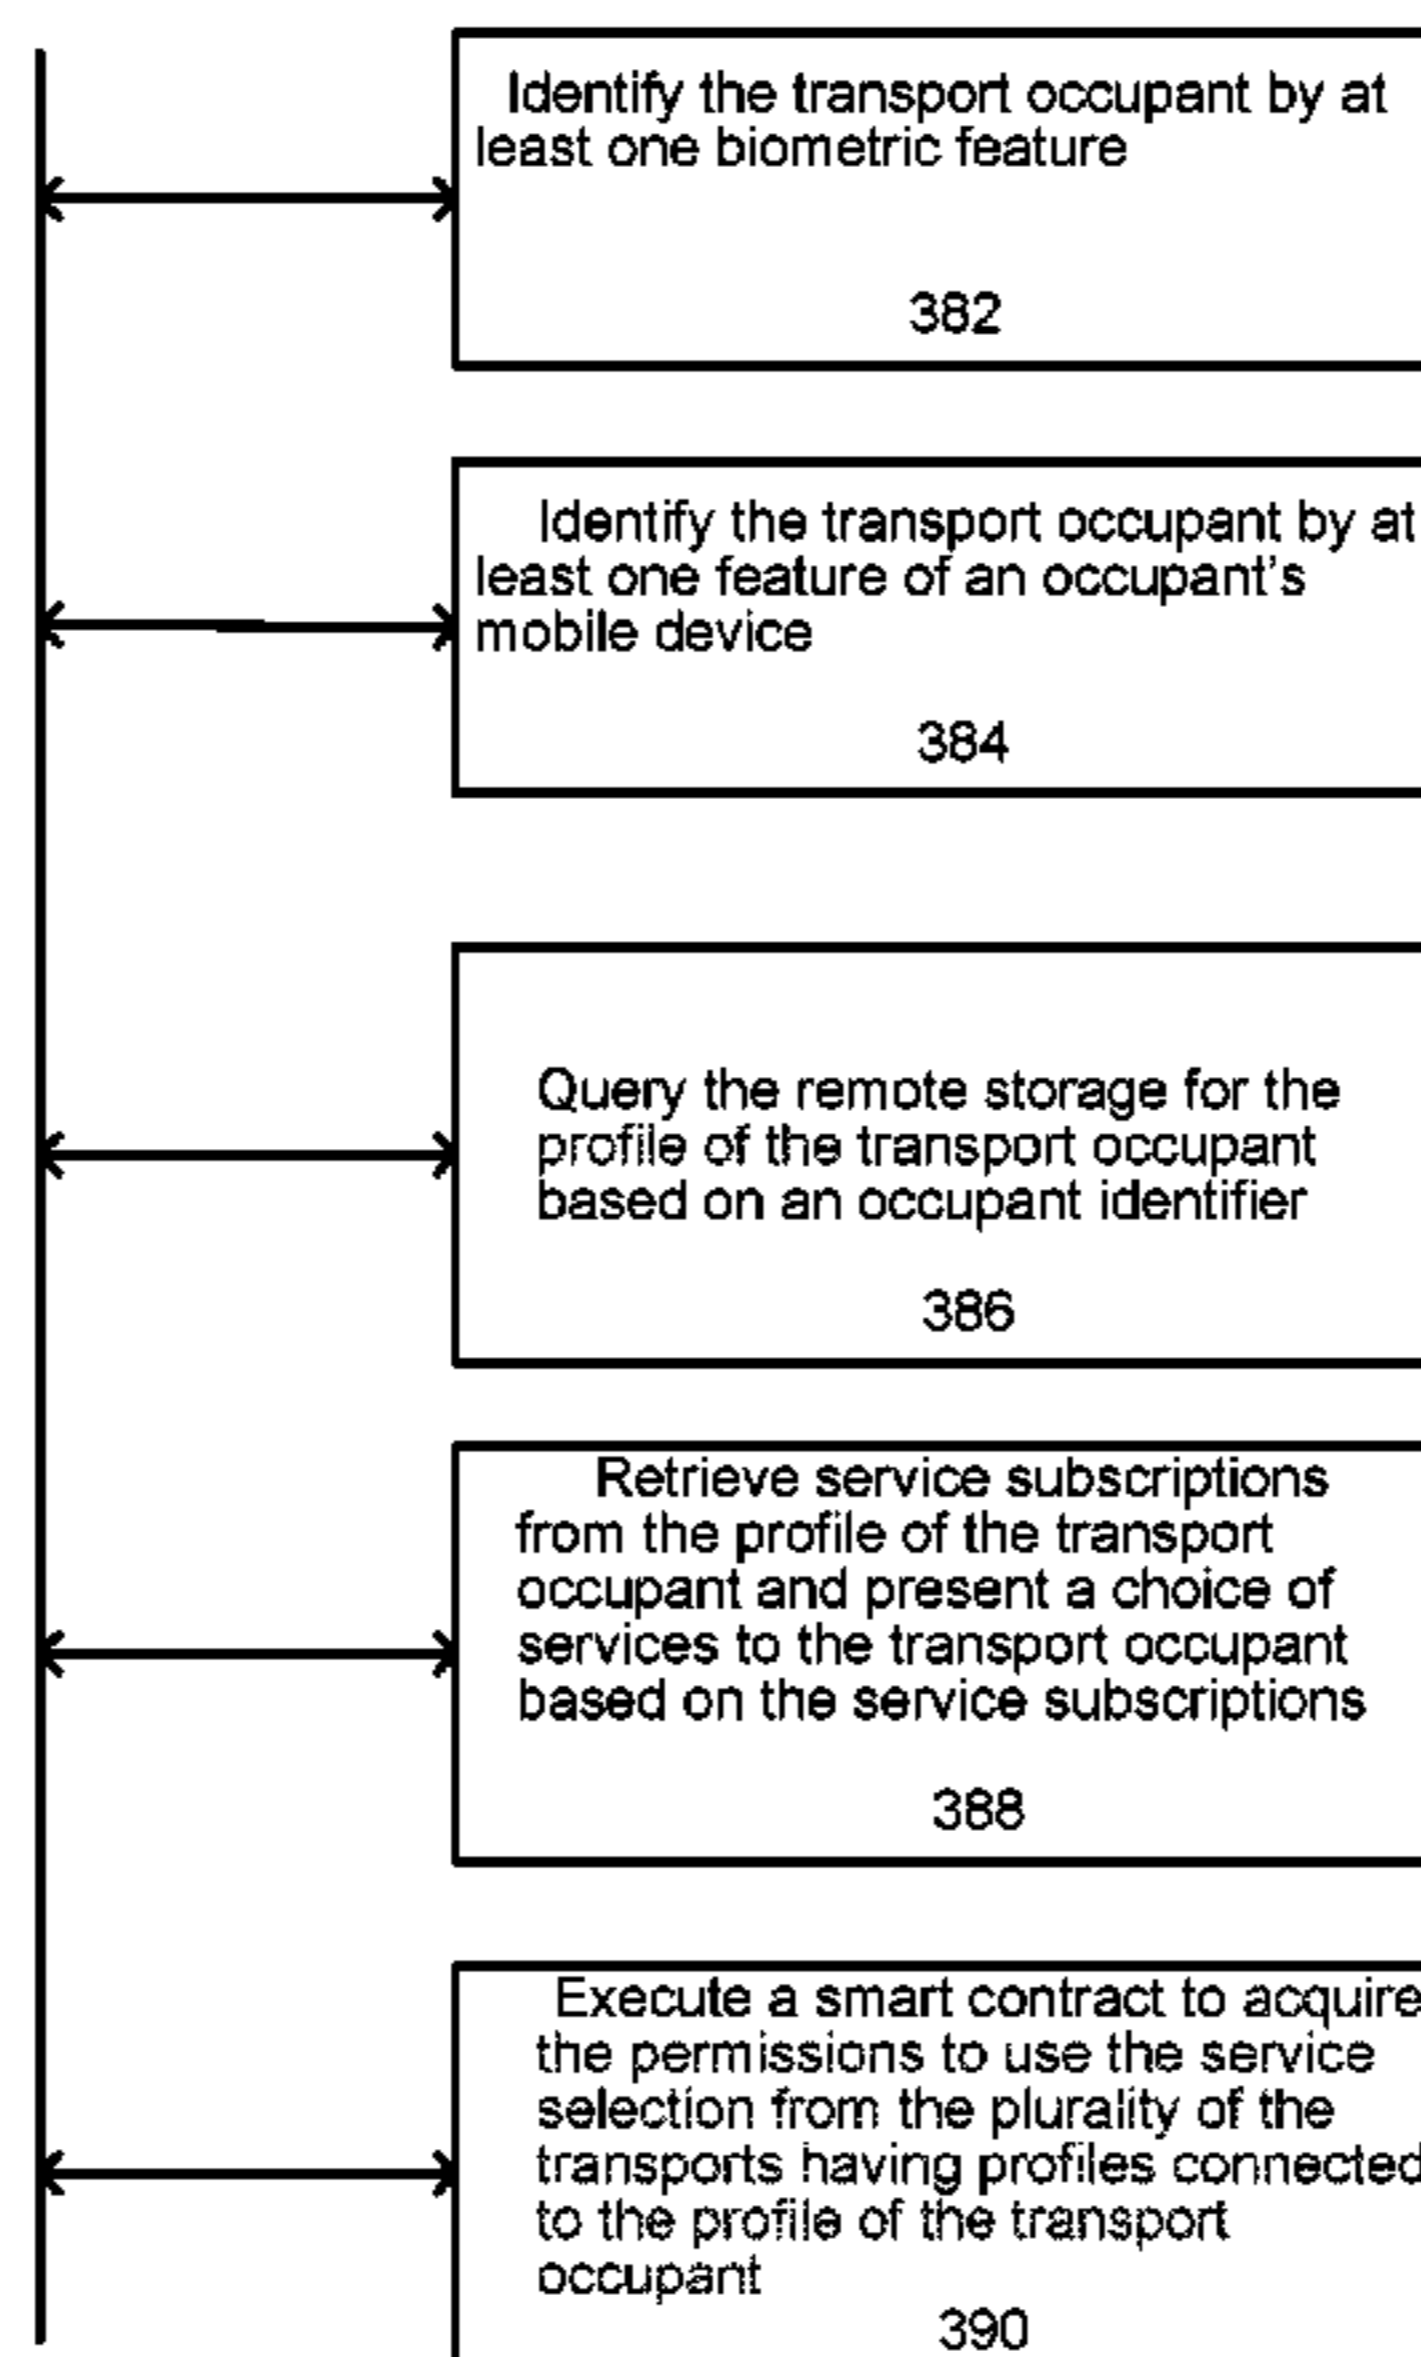 Identify the transport occupant by at
least one biometric feature
382
Identify the transport occupant by at
least one feature of an occupant's
mobile device
384
Query the remote storage for the
profile of the transport occupant
based on an occupant identifier
386
Retrieve service subscriptions
from the profile of the transport
occupant and present a choice of
services to the transport occupant
based on the service subscriptions
388
Execute a smart contract to acquire
the permissions to use the service
selection from the plurality of the
transports having profiles connected
to the profile of the transport
occupant
390